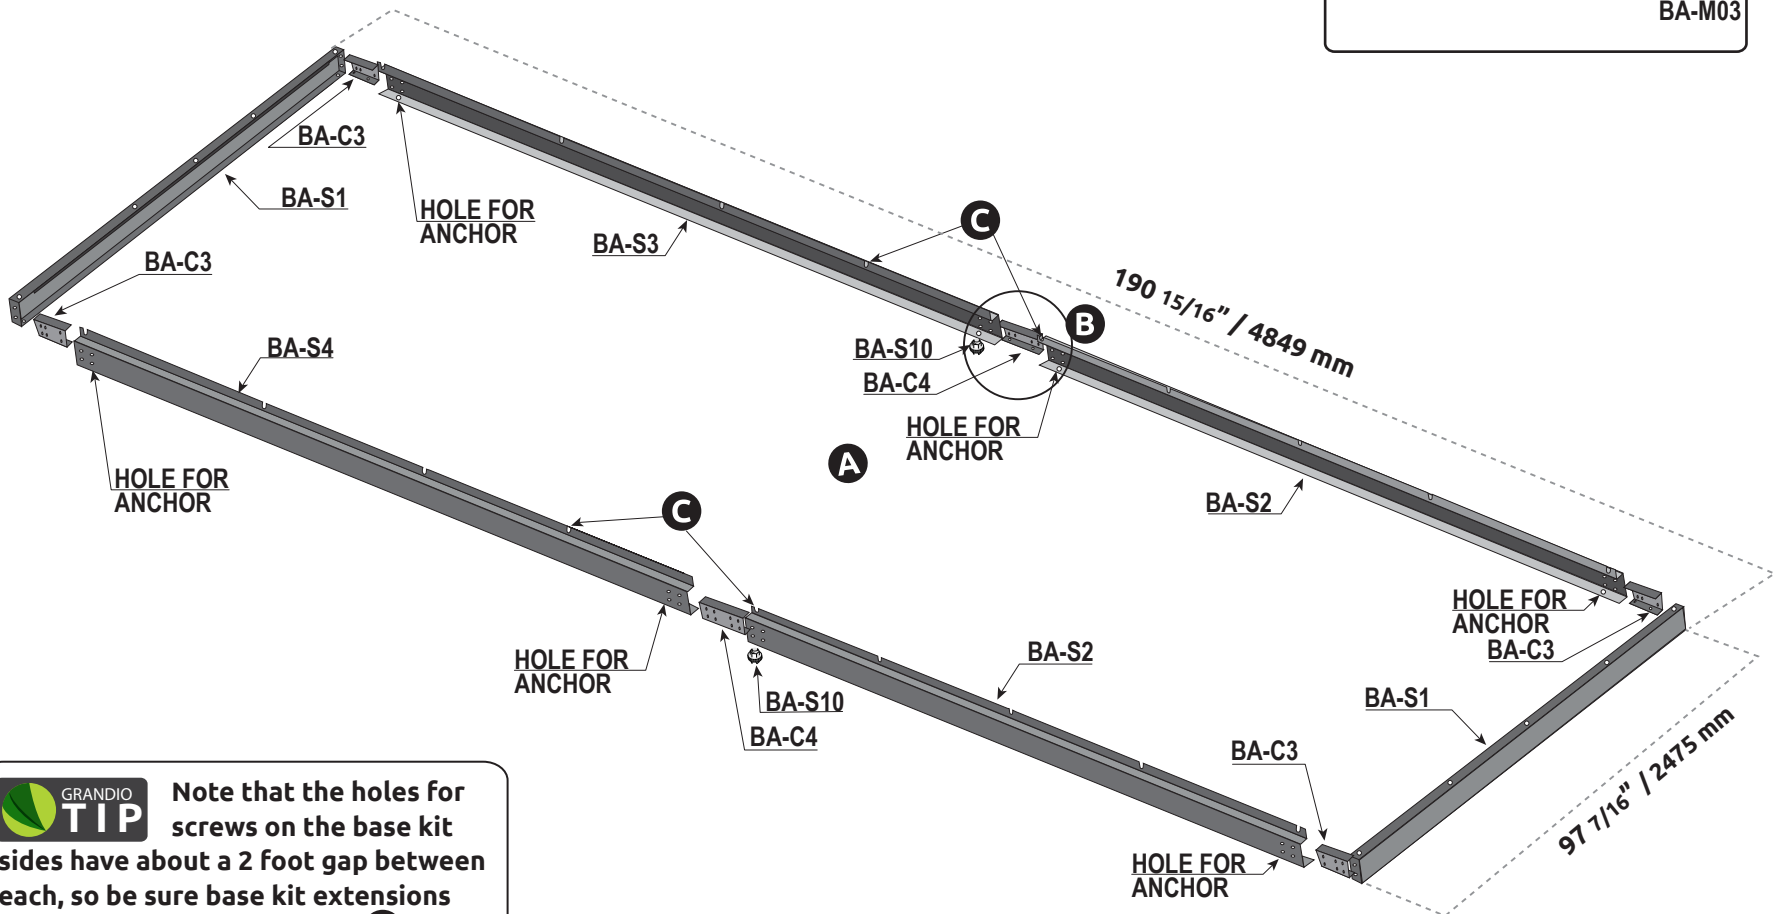 BA-M03
BA-C3
BA-S1
HOLE FOR
ANCHOR
BA-S3
C
BA-C3
190 15/16” / 4849 mm
B
BA-S10
BA-C4
BA-S4
HOLE FOR
ANCHOR
A
HOLE FOR
ANCHOR
BA-S2
C
HOLE FOR
ANCHOR
BA-C3
HOLE FOR
ANCHOR
BA-S2
BA-S10
BA-C4
BA-S1
BA-C3
97 7/16” / 2475 mm
HOLE FOR
ANCHOR
GRANDIO
TIP
Note that the holes for
screws on the base kit
sides have about a 2 foot gap between
each, so be sure base kit extensions